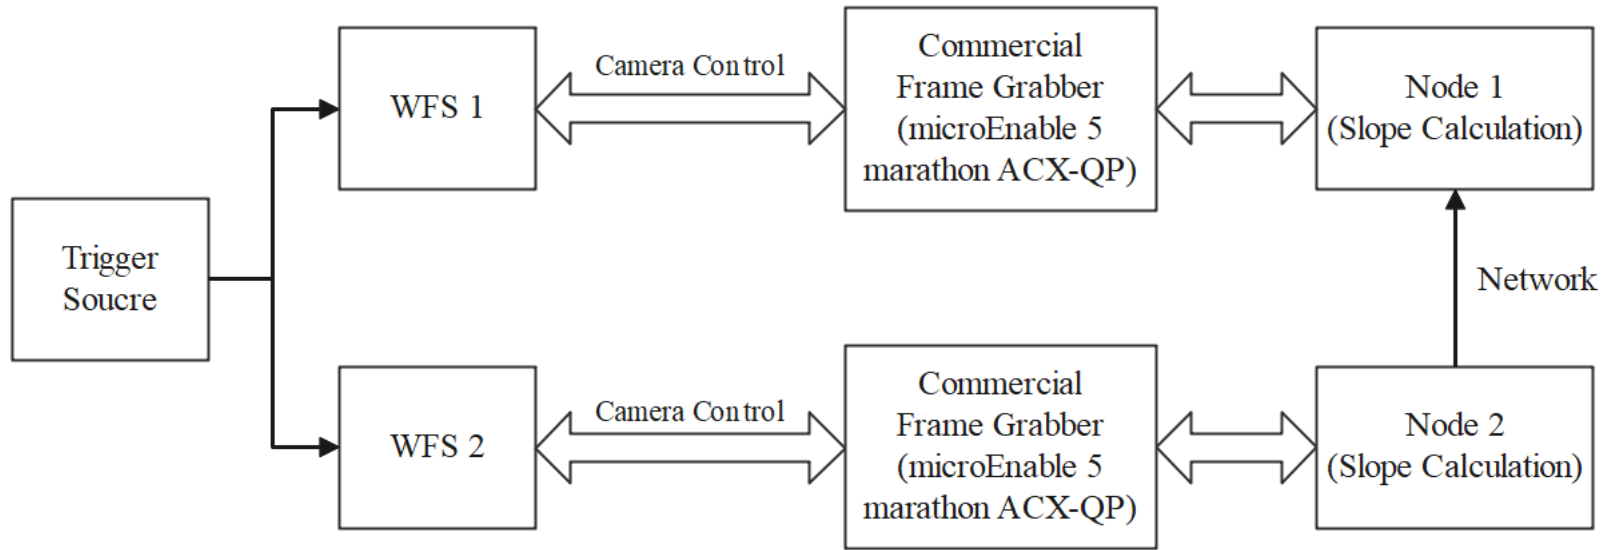 WFS 1
Camera Control
Commercial
Frame Grabber
(microEnable 5
marathon ACX-QP)
Node 1
(Slope Calculation)
Trigger
Soucre
Network
WFS 2
Camera Control
Commercial
Frame Grabber
(microEnable 5
marathon ACX-QP)
Node 2
(Slope Calculation)